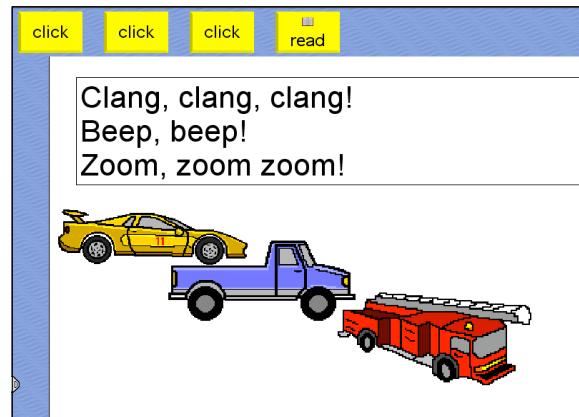 click click click read
Clang, clang, clang!
Beep, beep!
Zoom, zoom zoom!
11